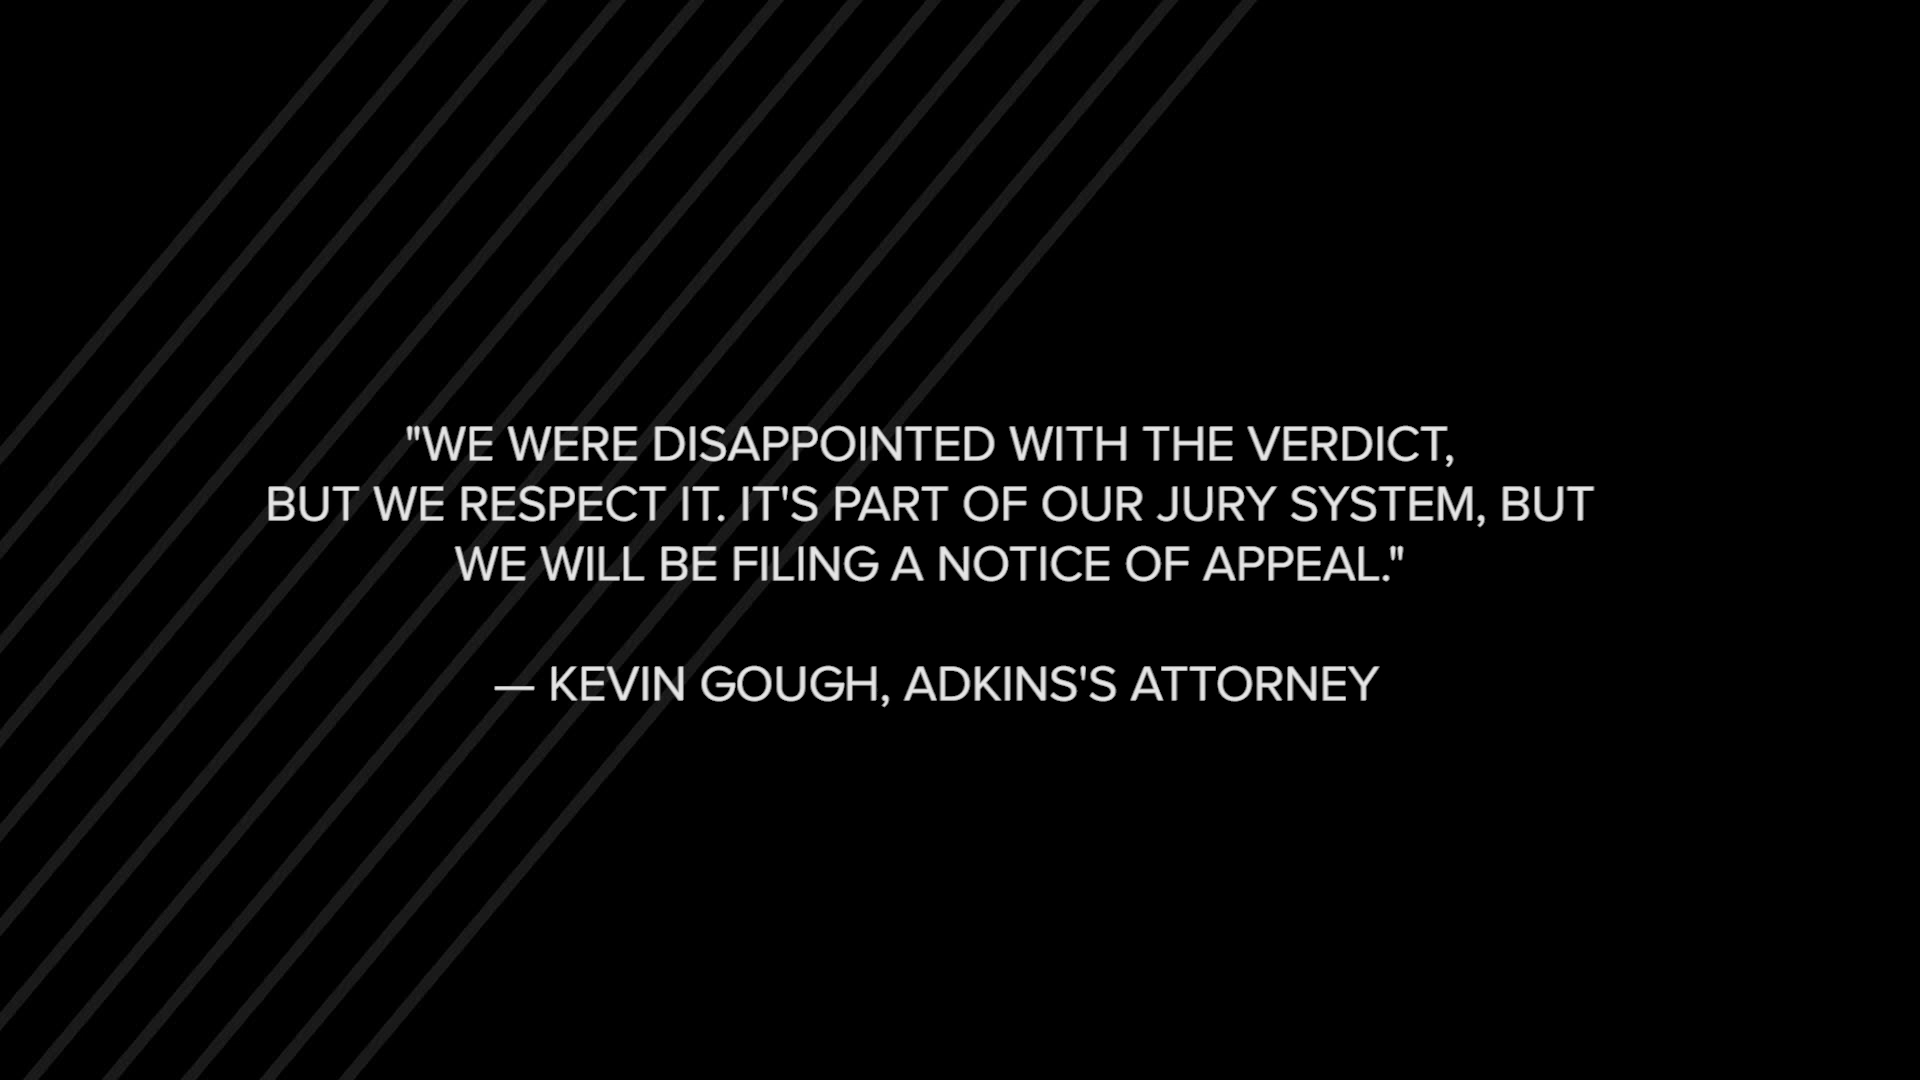 "WE WERE DISAPPOINTED WITH THE VERDICT,
BUT WE RESPECT IT. IT'S PART OF OUR JURY SYSTEM, BUT
WE WILL BE FILING A NOTICE OF APPEAL."
— KEVIN GOUGH, ADKINS'S ATTORNEY